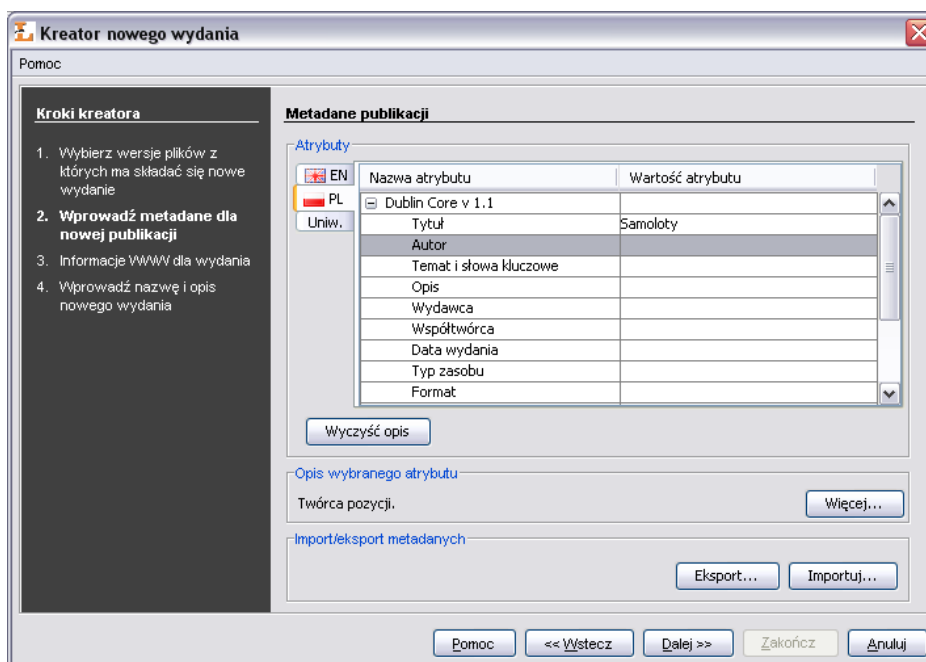 Kreator nowego wydania
Pomoc
Kroki kreatora
1. Wybierz wersje plików z
których ma składać się nowe
wydanie
2. Wprowadź metadane dla
nowej publikacji
3. Informacje WWW dla wydania
4. Wprowadź nazwę i opis
nowego wydania
Metadane publikacji
Atrybuty
EN
PL
Uniw.
Nazwa atrybutu Wartość atrybutu
Dublin Core v 1.1
Tytuł Samoloty
Autor
Temat i słowa kluczowe
Opis
Wydawca
Współtwórca
Data wydania
Typ zasobu
Format
Wyczyść opis
Opis wybranego atrybutu
Twórca pozycji. Więcej...
Import/eksport metadanych
Eksport... Importuj...
Pomoc << Wstecz Dalej >> Zakończ Anuluj